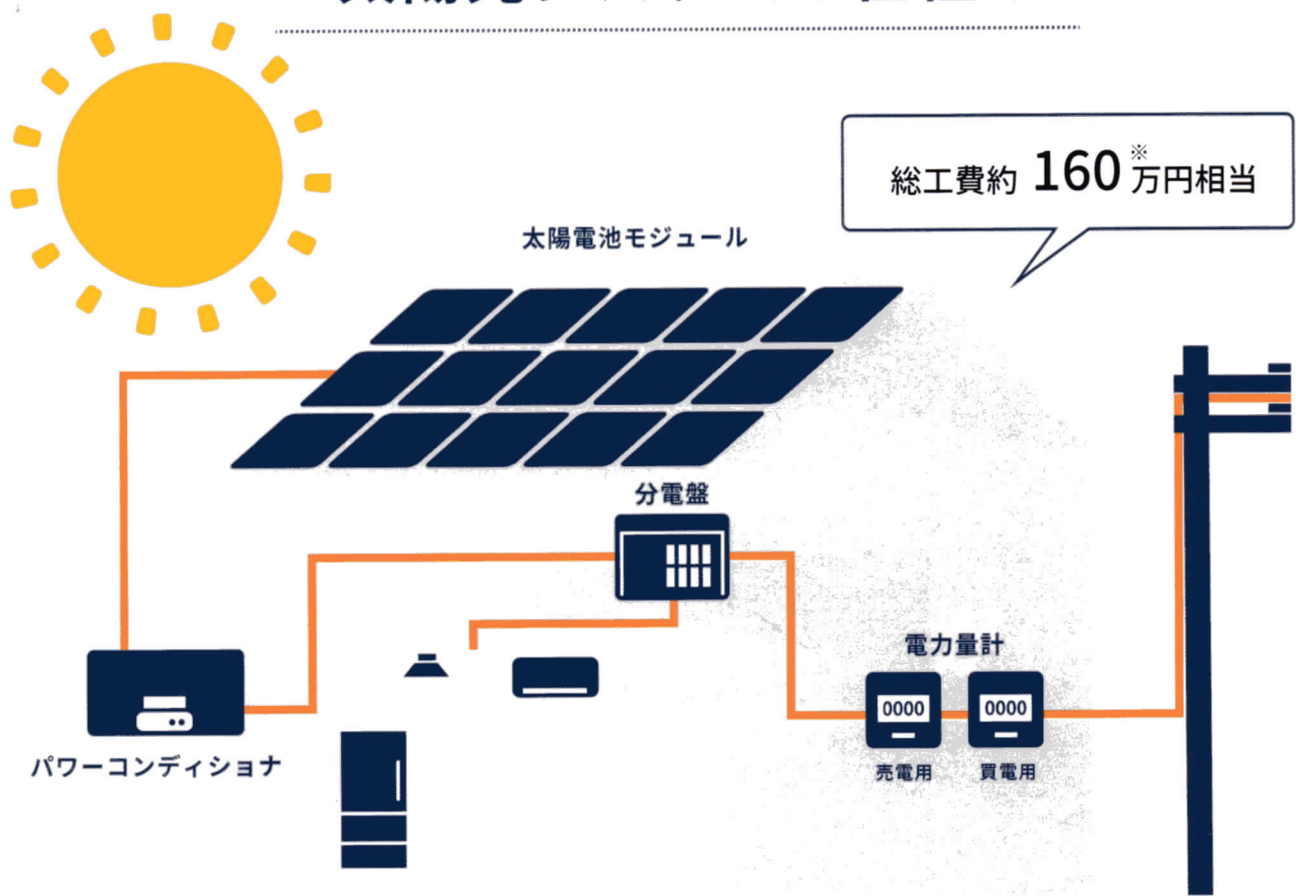 総工費約 160※万円相当
太陽電池モジュール
分電盤
電力量計
0000 0000
売電用 買電用
パワーコンディショナ